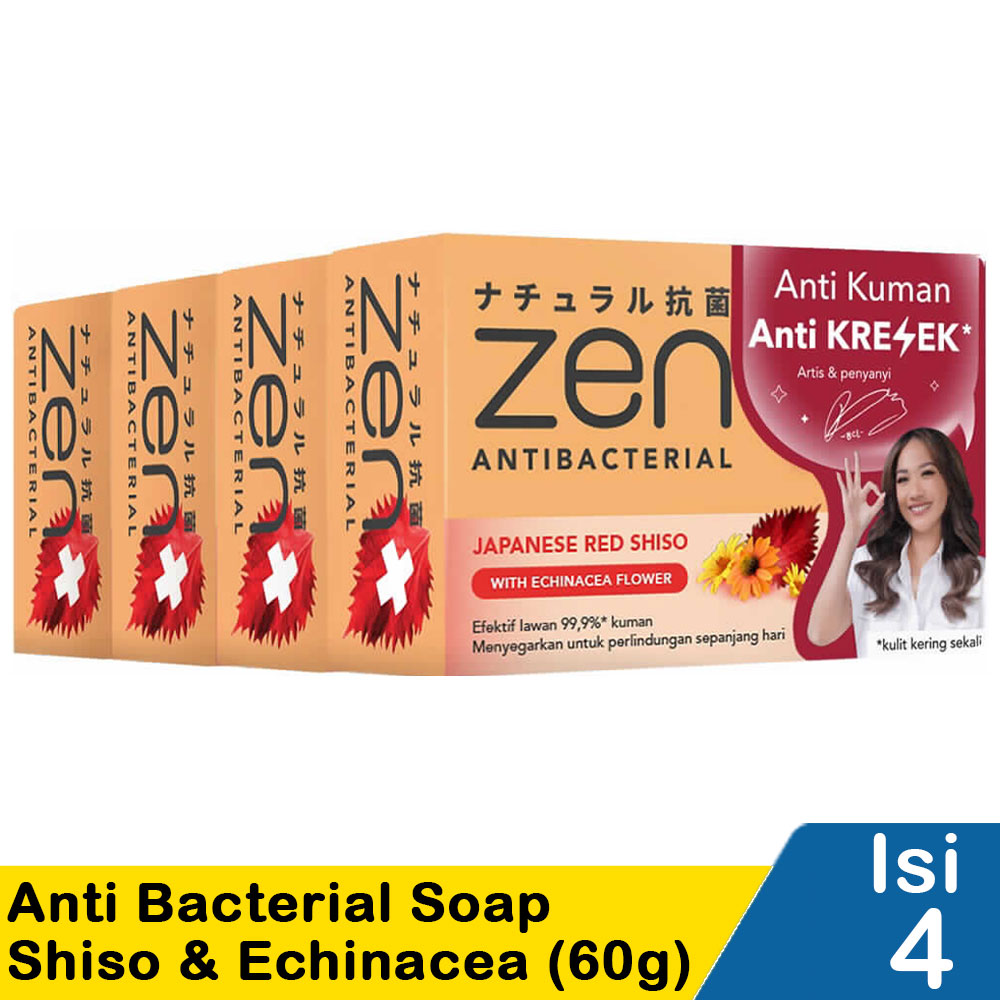 ナチュラル抗菌
zen
ANTIBACTERIAL
ナチュラル抗菌
zen
ANTIBACTERIAL
ナチュラル抗菌
zen
ANTIBACTERIAL
ナチュラル抗菌
zen
ANTIBACTERIAL
ナチュラル抗菌
zen
ANTIBACTERIAL
JAPANESE RED SHISO
WITH ECHINACEA FLOWER
Efektif lawan 99,9%* kuman
Menyegarkan untuk perlindungan sepanjang hari
Anti Kuman
Anti KRESEK*
Artis & penyanyi
-BCL-
*kulit kering sekali
Anti Bacterial Soap
Shiso & Echinacea (60g)
Isi
4